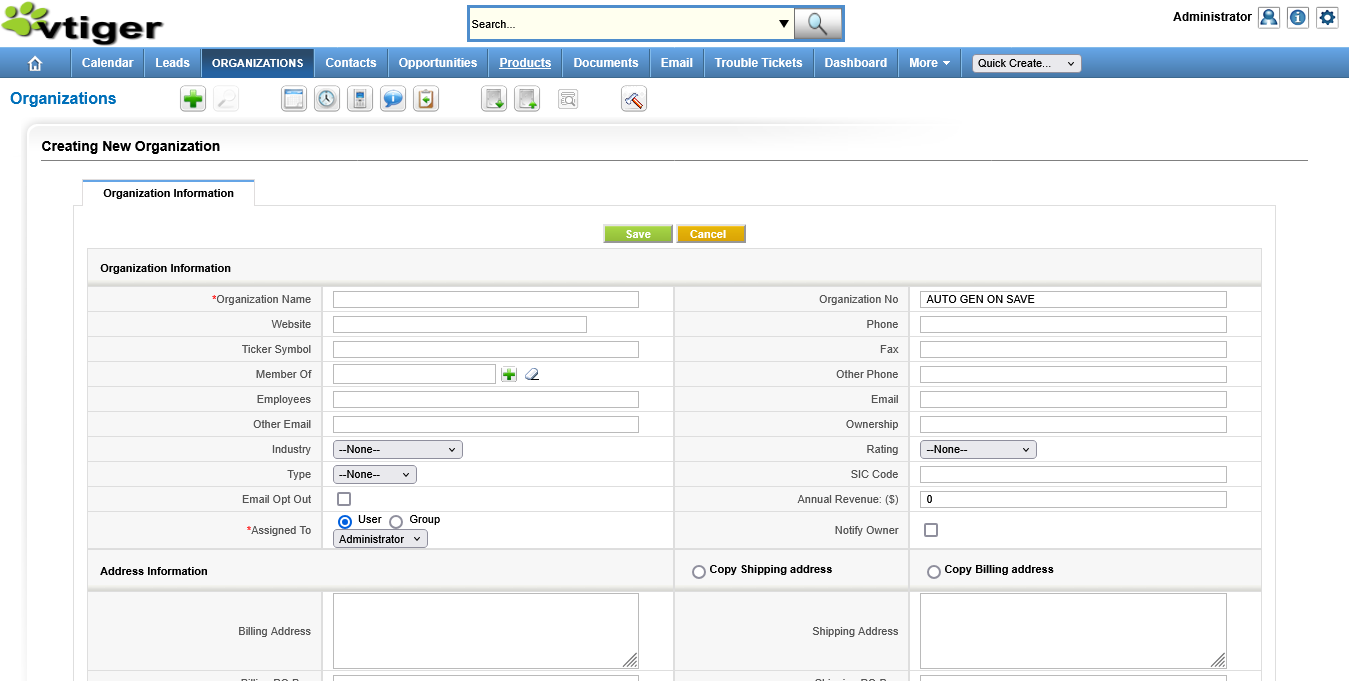 vtiger
Search...
Administrator
Calendar Leads ORGANIZATIONS Contacts Opportunities Products Documents Email Trouble Tickets Dashboard More Quick Create...
Organizations
Creating New Organization
Organization Information
Save Cancel
Organization Information
*Organization Name Organization No AUTO GEN ON SAVE
Website Phone
Ticker Symbol Fax
Member Of Other Phone
Employees Email
Other Email Ownership
Industry --None-- Rating --None--
Type --None-- SIC Code
Email Opt Out Annual Revenue: ($) 0
*Assigned To User Group Administrator Notify Owner
Address Information Copy Shipping address Copy Billing address
Billing Address Shipping Address